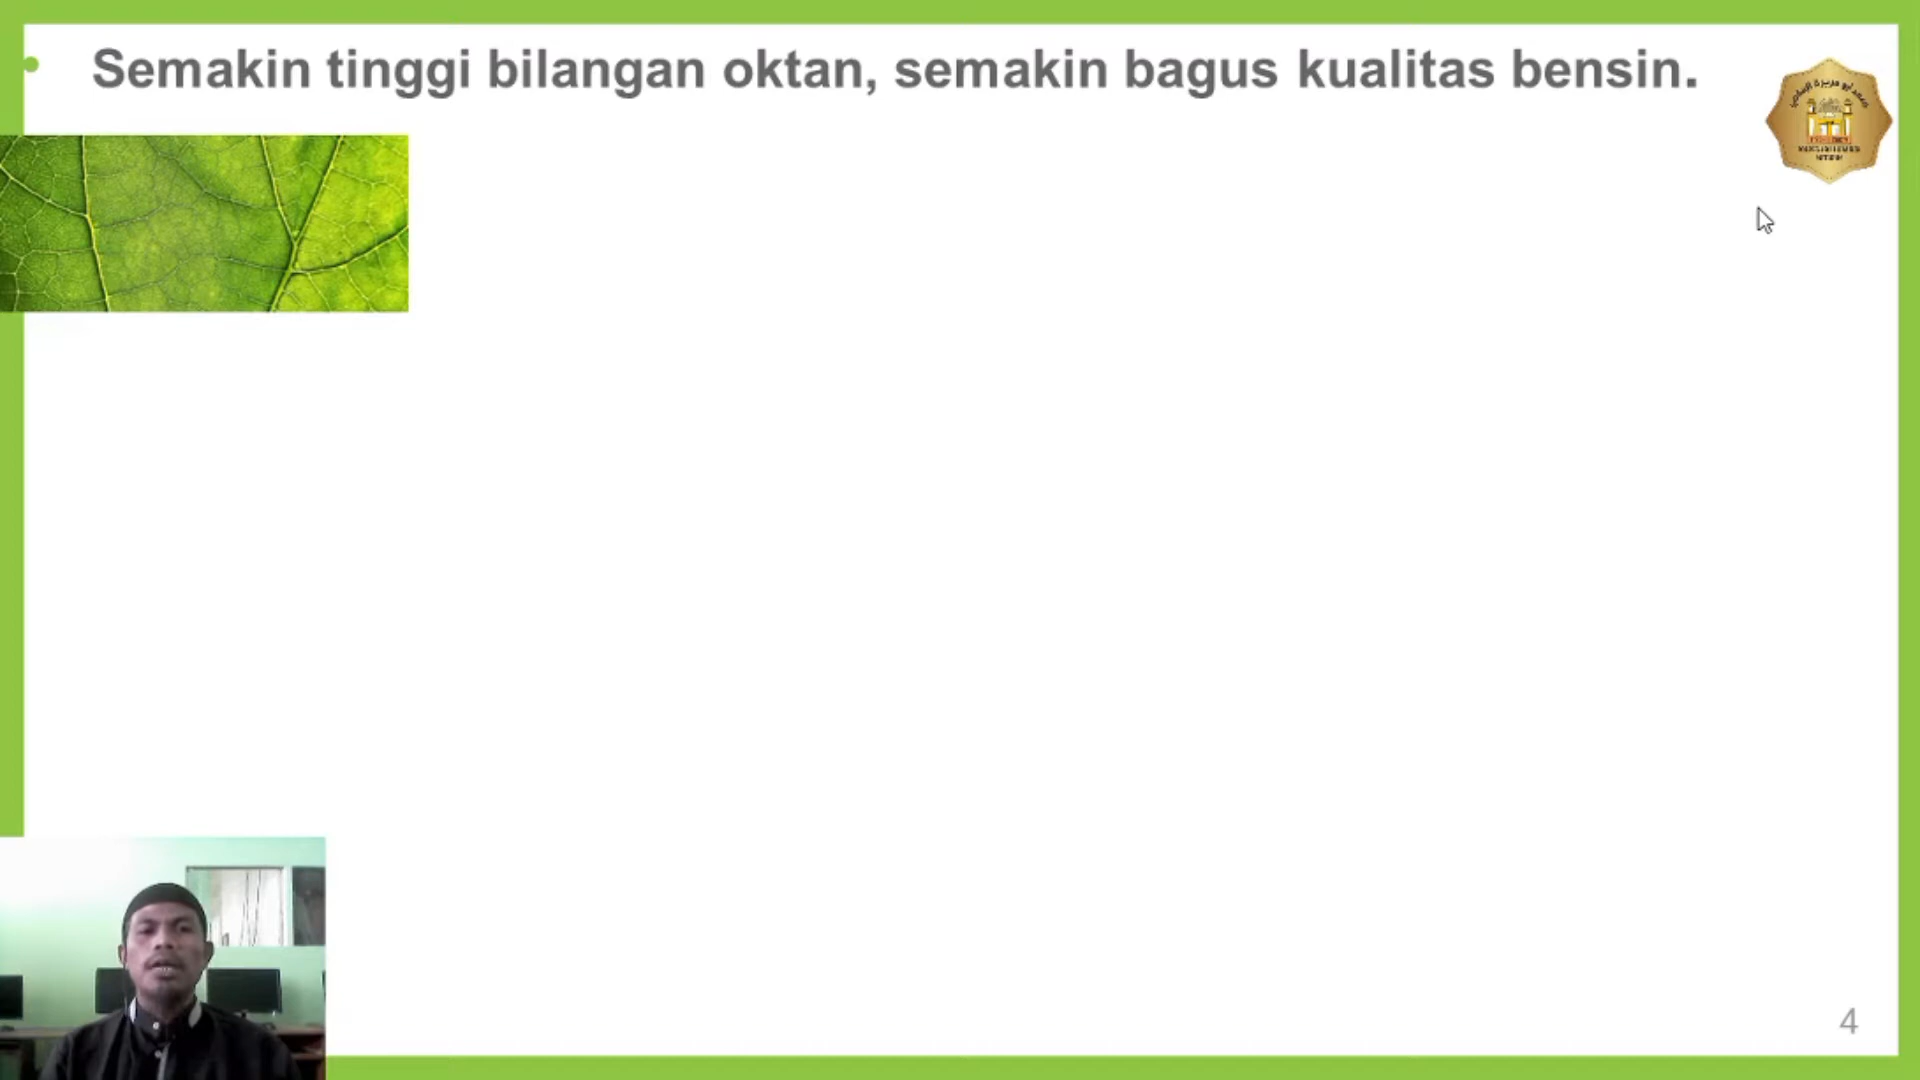 • Semakin tinggi bilangan oktan, semakin bagus kualitas bensin.
4